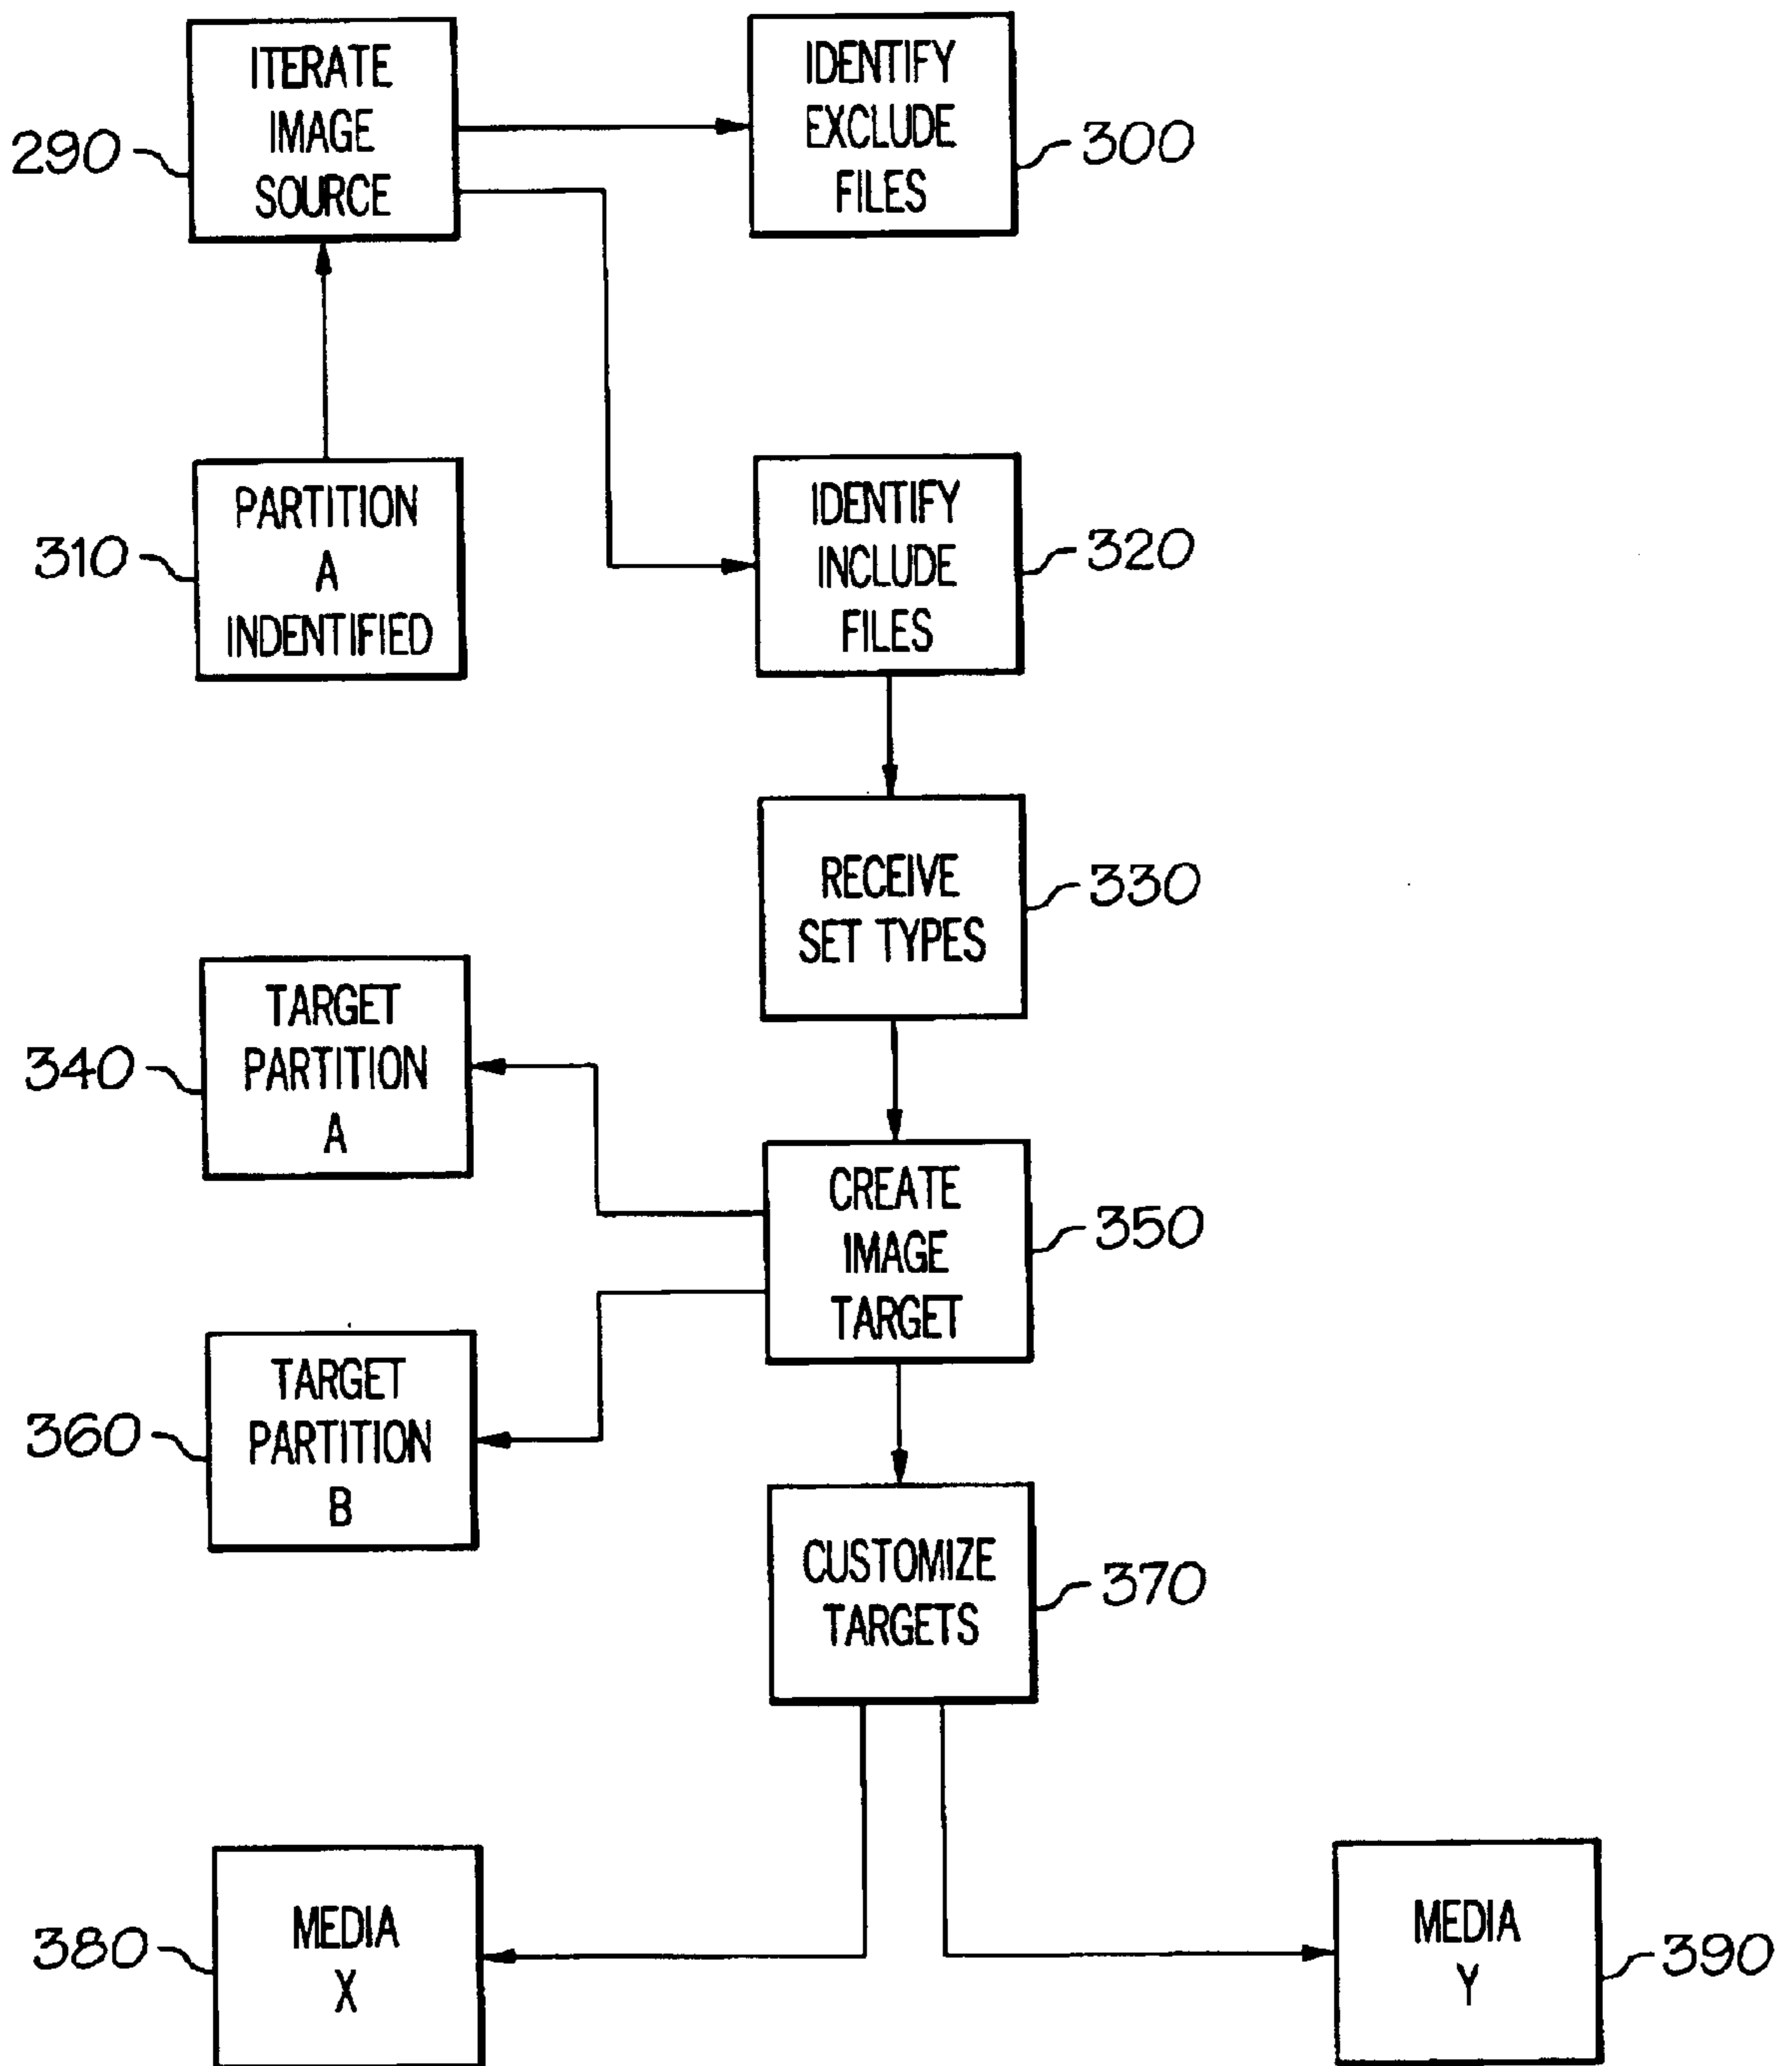 ITERATE
IMAGE
SOURCE
290
IDENTIFY
EXCLUDE
FILES
300
PARTITION
A
INDENTIFIED
310
IDENTIFY
INCLUDE
FILES
320
RECEIVE
SET TYPES
330
TARGET
PARTITION
A
340
CREATE
IMAGE
TARGET
350
TARGET
PARTITION
B
360
CUSTOMIZE
TARGETS
370
MEDIA
X
380
MEDIA
Y
390